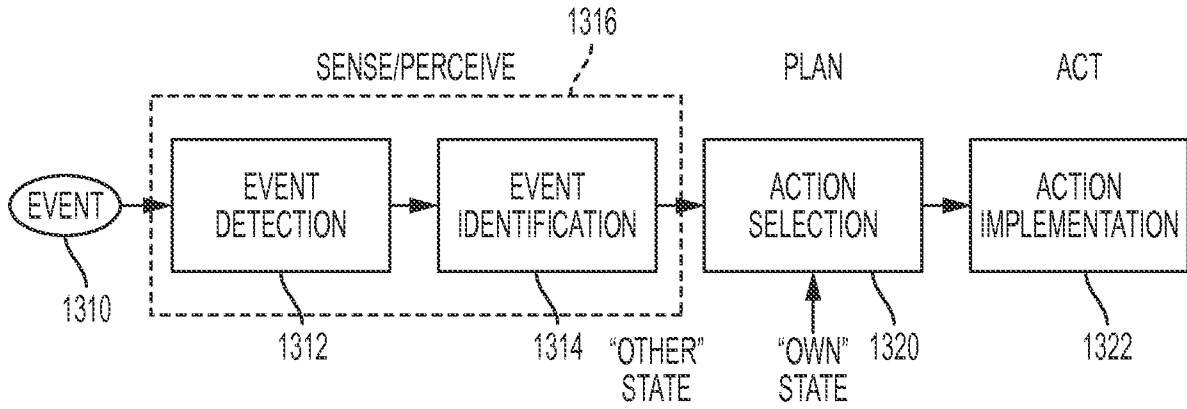 1316
SENSE/PERCEIVE
PLAN
ACT
EVENT
EVENT
DETECTION
EVENT
IDENTIFICATION
ACTION
SELECTION
ACTION
IMPLEMENTATION
1310
1312
1314
"OTHER"
STATE
"OWN"
STATE
1320
1322